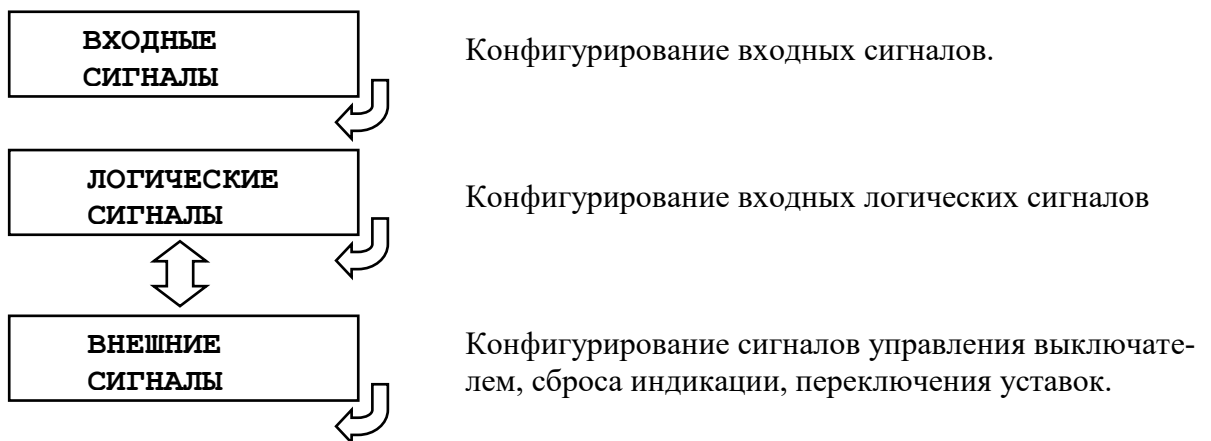 ВХОДНЫЕ
СИГНАЛЫ
Конфигурирование входных сигналов.
ЛОГИЧЕСКИЕ
СИГНАЛЫ
Конфигурирование входных логических сигналов
ВНЕШНИЕ
СИГНАЛЫ
Конфигурирование сигналов управления выключате-
лем, сброса индикации, переключения уставок.